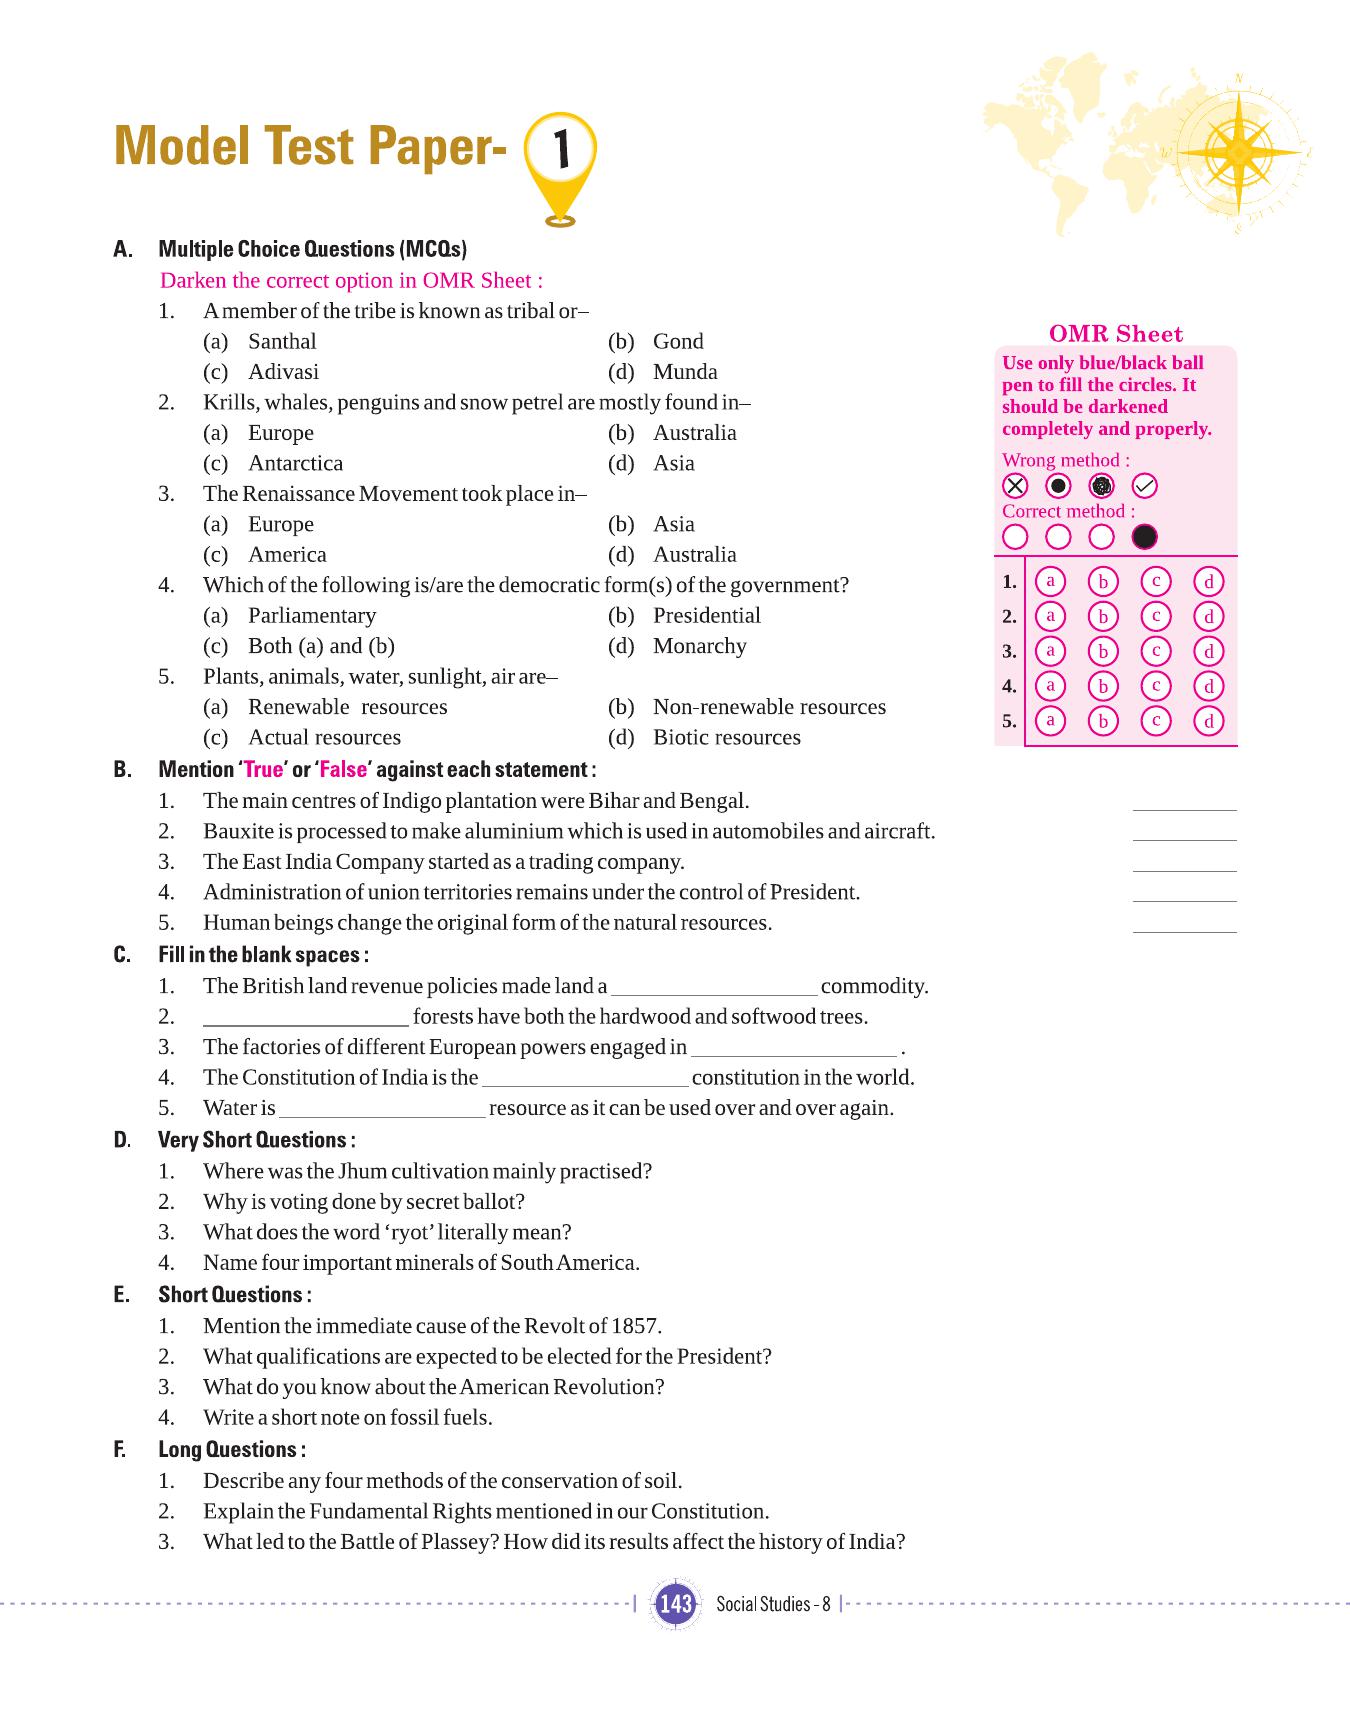 Model Test Paper- 1
N
W
A. Multiple Choice Questions (MCQs)
Darken the correct option in OMR Sheet :
1. A member of the tribe is known as tribal or–
(a) Santhal (b) Gond
(c) Adivasi (d) Munda
2. Krills, whales, penguins and snow petrel are mostly found in–
(a) Europe (b) Australia
(c) Antarctica (d) Asia
3. The Renaissance Movement took place in–
(a) Europe (b) Asia
(c) America (d) Australia
4. Which of the following is/are the democratic form(s) of the government?
(a) Parliamentary (b) Presidential
(c) Both (a) and (b) (d) Monarchy
5. Plants, animals, water, sunlight, air are–
(a) Renewable resources (b) Non-renewable resources
(c) Actual resources (d) Biotic resources
OMR Sheet
Use only blue/black ball
pen to fill the circles. It
should be darkened
completely and properly.
Wrong method :
Correct method :
1. a b c d
2. a b c d
3. a b c d
4. a b c d
5. a b c d
B. Mention ‘True’ or ‘False’ against each statement :
1. The main centres of Indigo plantation were Bihar and Bengal. ________
2. Bauxite is processed to make aluminium which is used in automobiles and aircraft. ________
3. The East India Company started as a trading company. ________
4. Administration of union territories remains under the control of President. ________
5. Human beings change the original form of the natural resources. ________
C. Fill in the blank spaces :
1. The British land revenue policies made land a ________________ commodity.
2. ________________ forests have both the hardwood and softwood trees.
3. The factories of different European powers engaged in ________________ .
4. The Constitution of India is the ________________ constitution in the world.
5. Water is ________________ resource as it can be used over and over again.
D. Very Short Questions :
1. Where was the Jhum cultivation mainly practised?
2. Why is voting done by secret ballot?
3. What does the word ‘ryot’ literally mean?
4. Name four important minerals of South America.
E. Short Questions :
1. Mention the immediate cause of the Revolt of 1857.
2. What qualifications are expected to be elected for the President?
3. What do you know about the American Revolution?
4. Write a short note on fossil fuels.
F. Long Questions :
1. Describe any four methods of the conservation of soil.
2. Explain the Fundamental Rights mentioned in our Constitution.
3. What led to the Battle of Plassey? How did its results affect the history of India?
143 Social Studies - 8